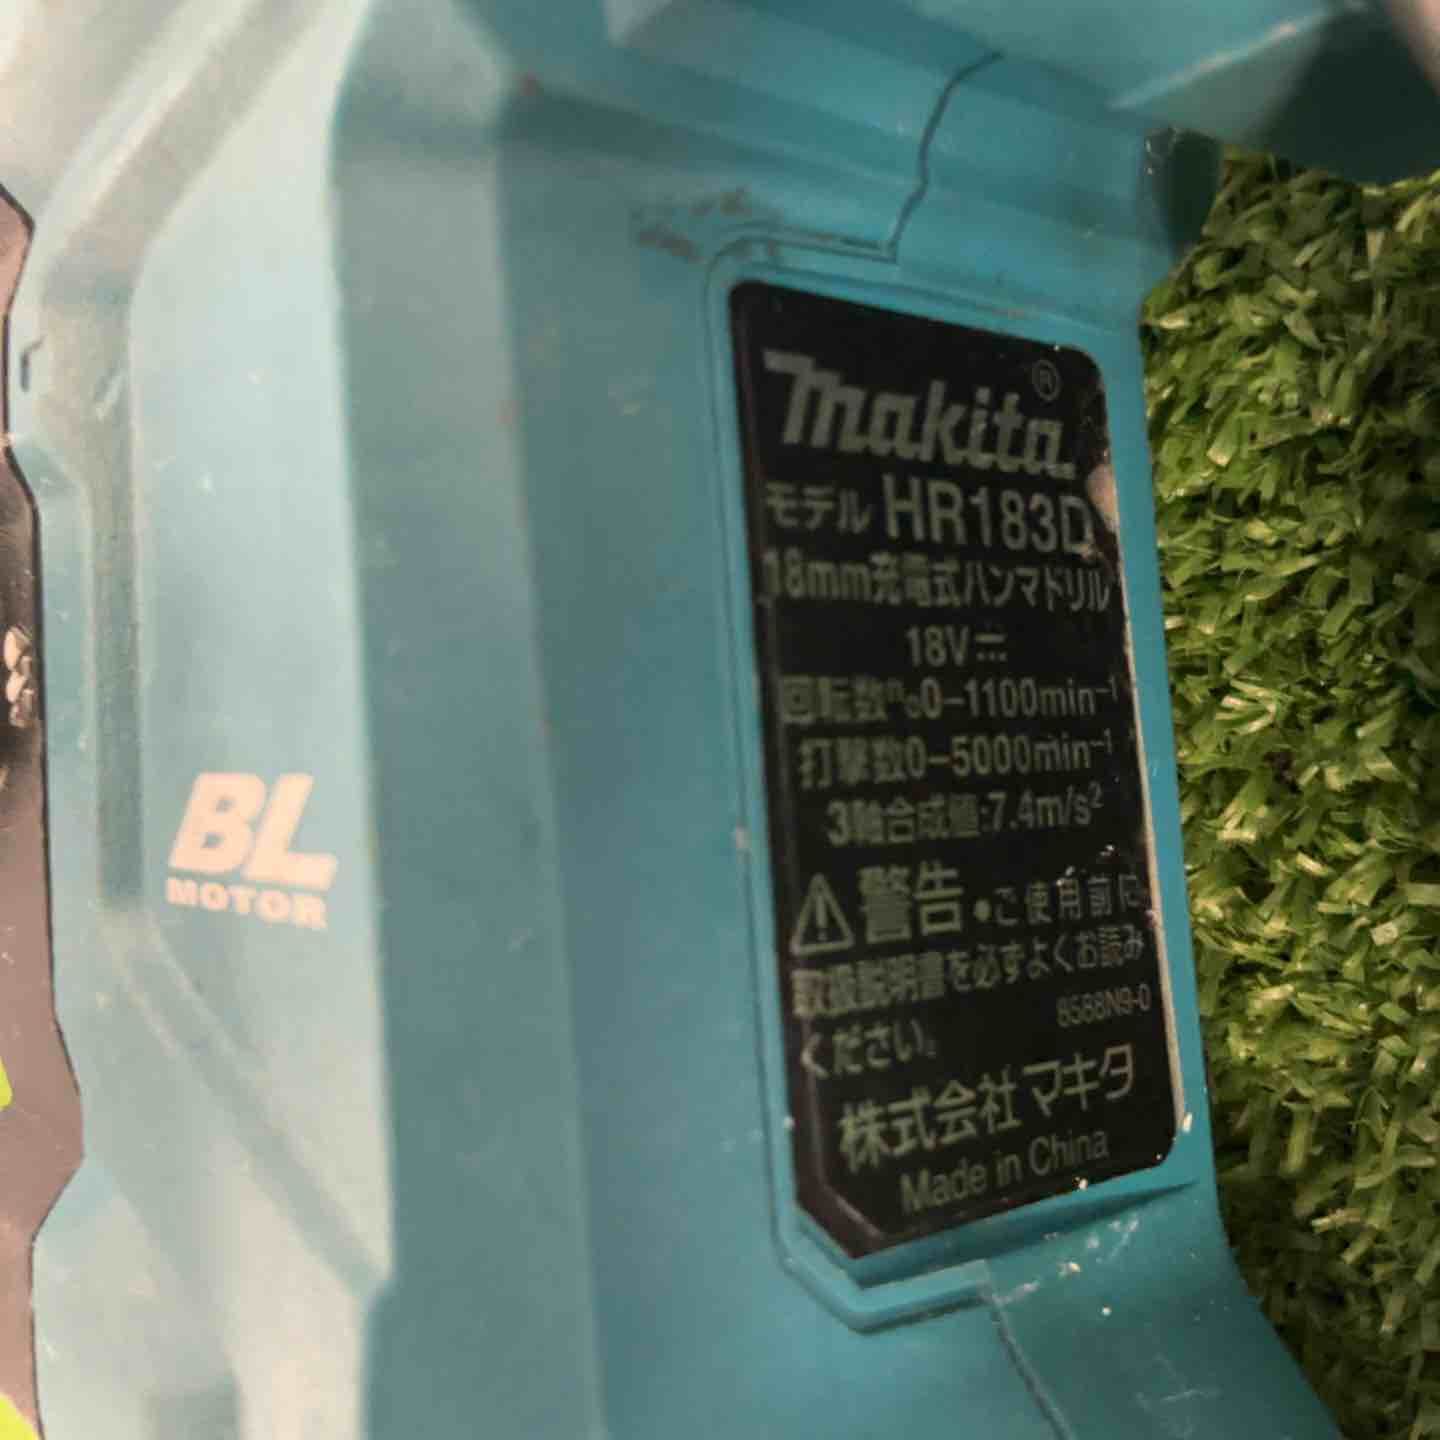 BL
MOTOR
makita®
モデル HR183D
18mm充電式ハンマドリル
18V
回転数n₀0-1100min⁻¹
打撃数0-5000min⁻¹
3軸合成値:7.4m/s²
警告 •ご使用前に
取扱説明書を必ずよくお読み
ください。
8588N9-0
株式会社マキタ
Made in China